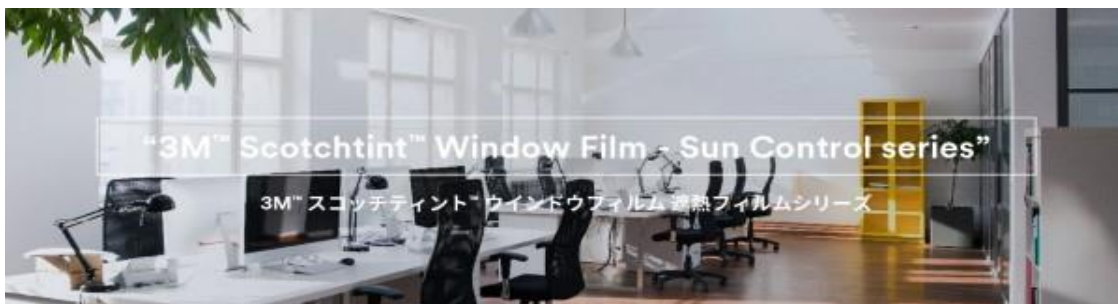 “3M™ Scotchtint™ Window Film - Sun Control series”
3M™ スコッチティント™ ウインドウフィルム 遮熱フィルムシリーズ